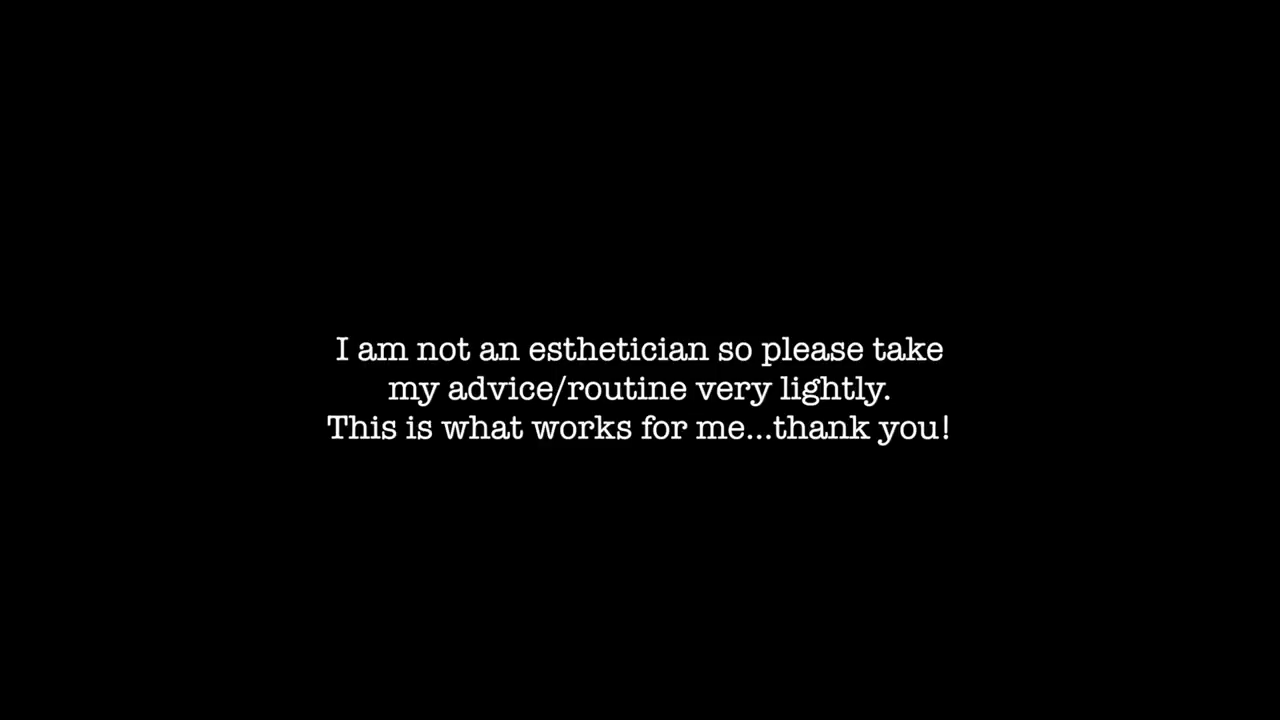 I am not an esthetician so please take
my advice/routine very lightly.
This is what works for me...thank you!